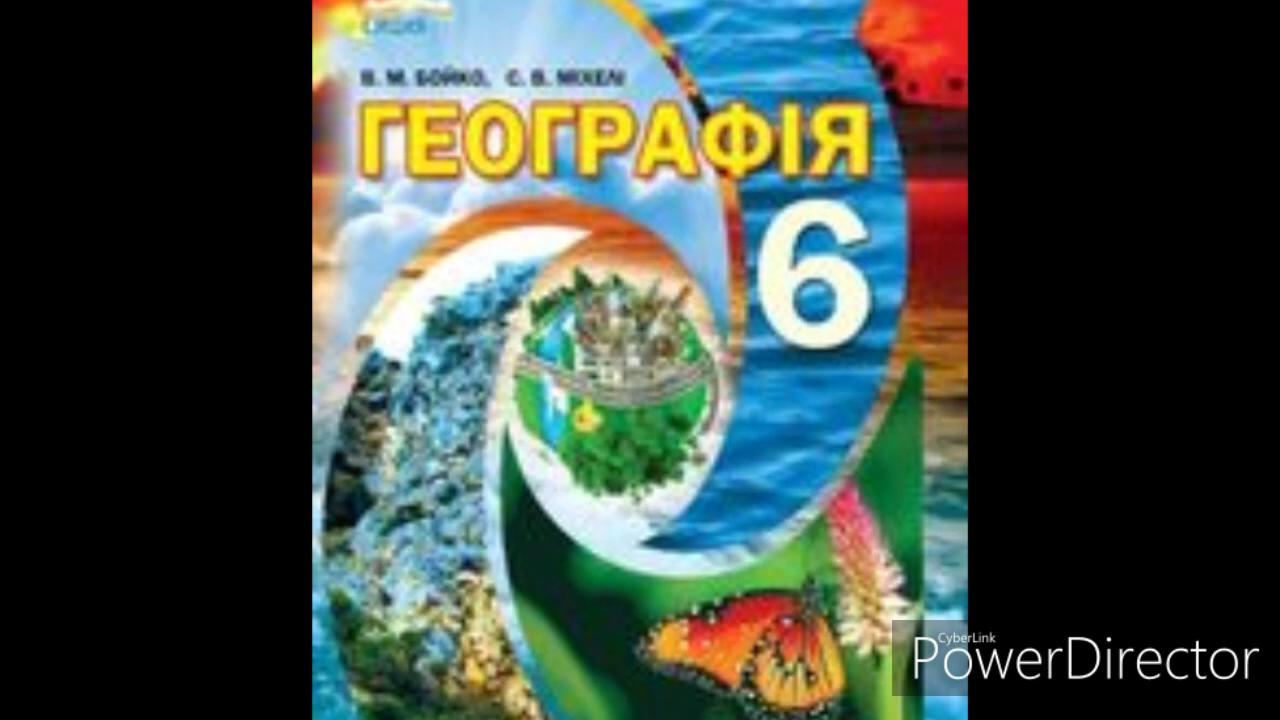 В. М. БОЙКО, С. В. МІХЕЛІ
ГЕОГРАФІЯ
6
CyberLink
PowerDirector